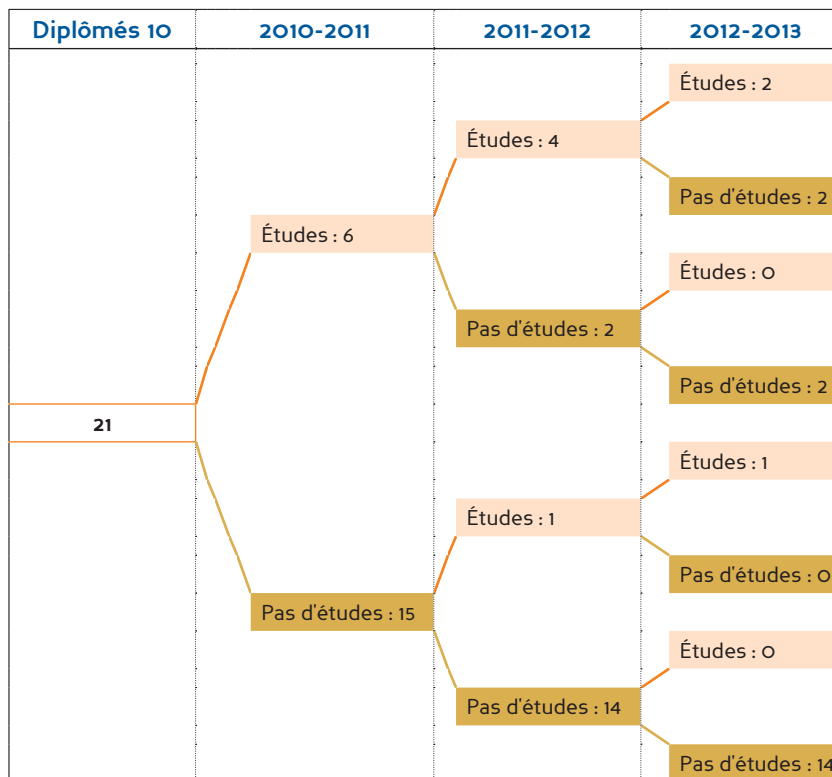 Diplômés 10 2010-2011 2011-2012 2012-2013
Études : 2
Études : 4
Pas d'études : 2
Études : 6
Études : 0
Pas d'études : 2
Pas d'études : 2
21
Études : 1
Études : 1
Pas d'études : 0
Pas d'études : 15
Études : 0
Pas d'études : 14
Pas d'études : 14